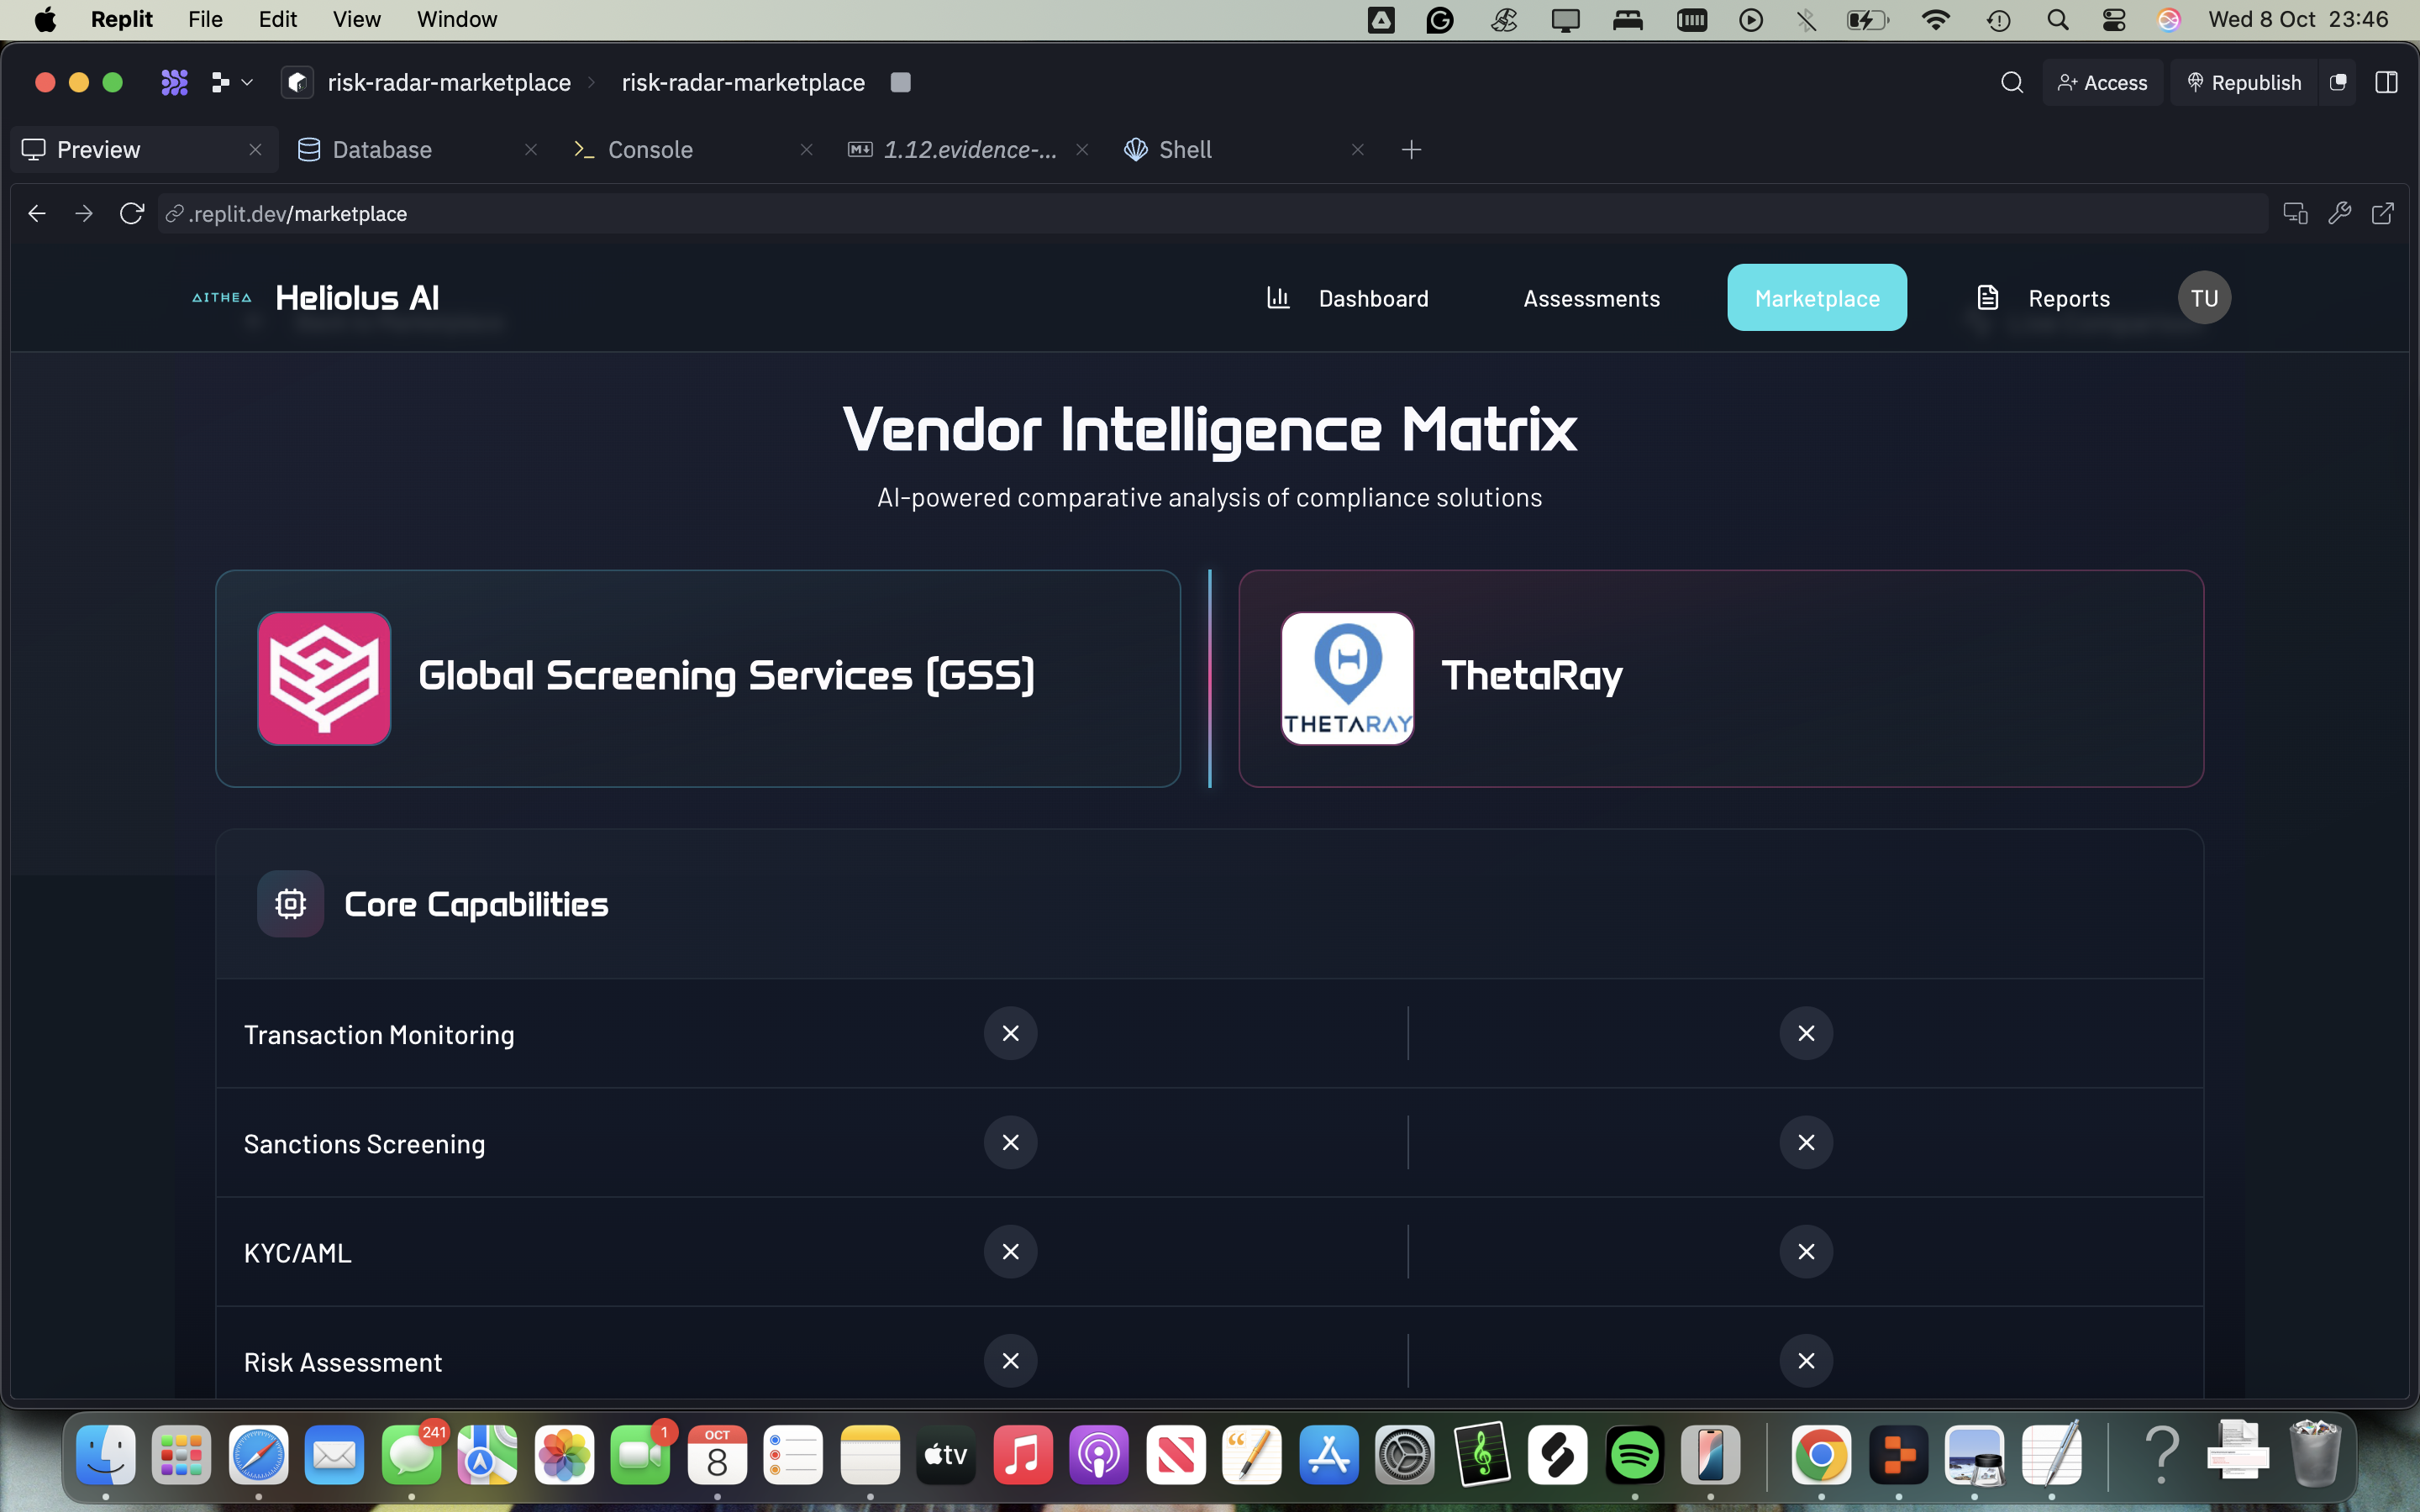 Replit File Edit View Window Wed 8 Oct 23:46
risk-radar-marketplace risk-radar-marketplace Access Republish
Preview Database Console 1.12.evidence-... Shell
.replit.dev/marketplace
AITHEA Heliolus AI Dashboard Assessments Marketplace Reports TU
Vendor Intelligence Matrix
AI-powered comparative analysis of compliance solutions
Global Screening Services (GSS)
THETARAY
ThetaRay
Core Capabilities
Transaction Monitoring
Sanctions Screening
KYC/AML
Risk Assessment
241
1
OCT
8
tv